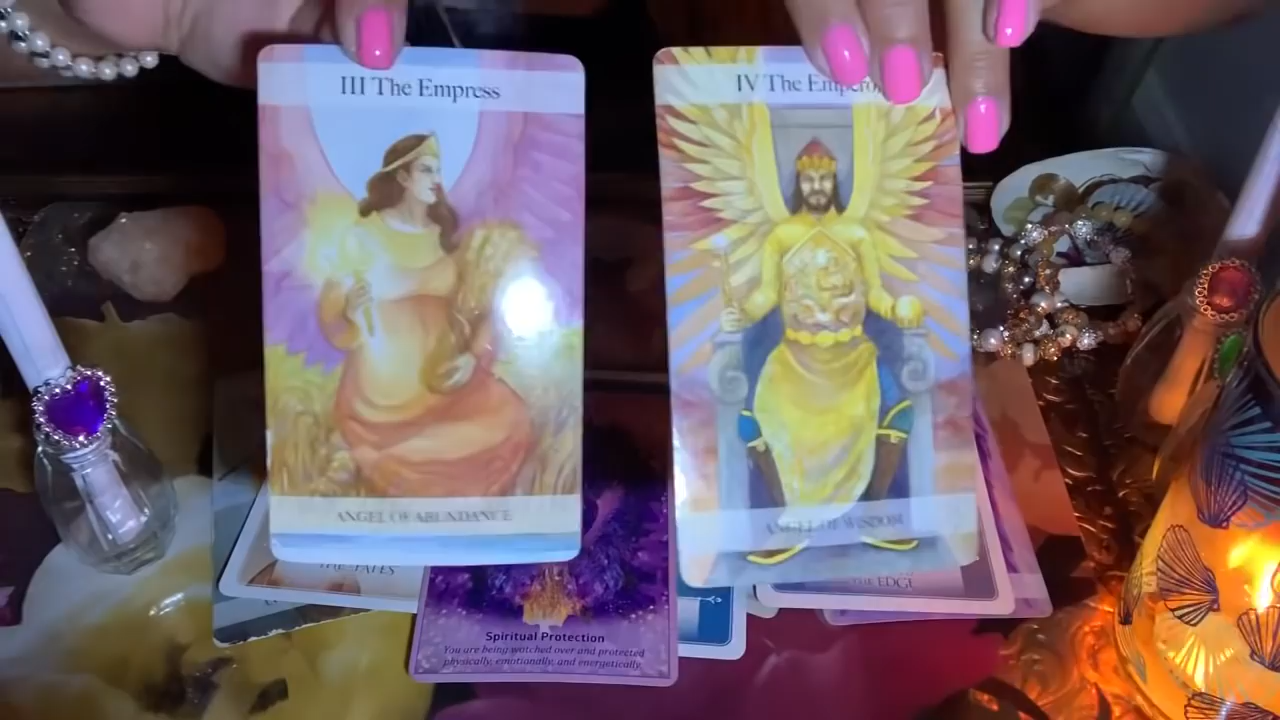 III The Empress
IV The Empero
ANGEL OF ABUNDANCE
ANGEL OF WISDOM
THE FATES
THE EDGE
Spiritual Protection
You are being watched over and protected
physically, emotionally, and energetically.